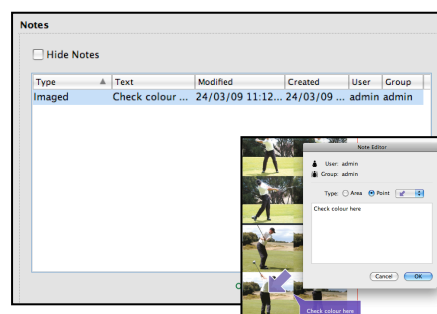 Notes
Hide Notes
Type Text Modified Created User Group
Imaged Check colour ... 24/03/09 11:12... 24/03/09 ... admin admin
Note Editor
User: admin
Group: admin
Type: Area Point
Check colour here
Cancel OK
Check colour here